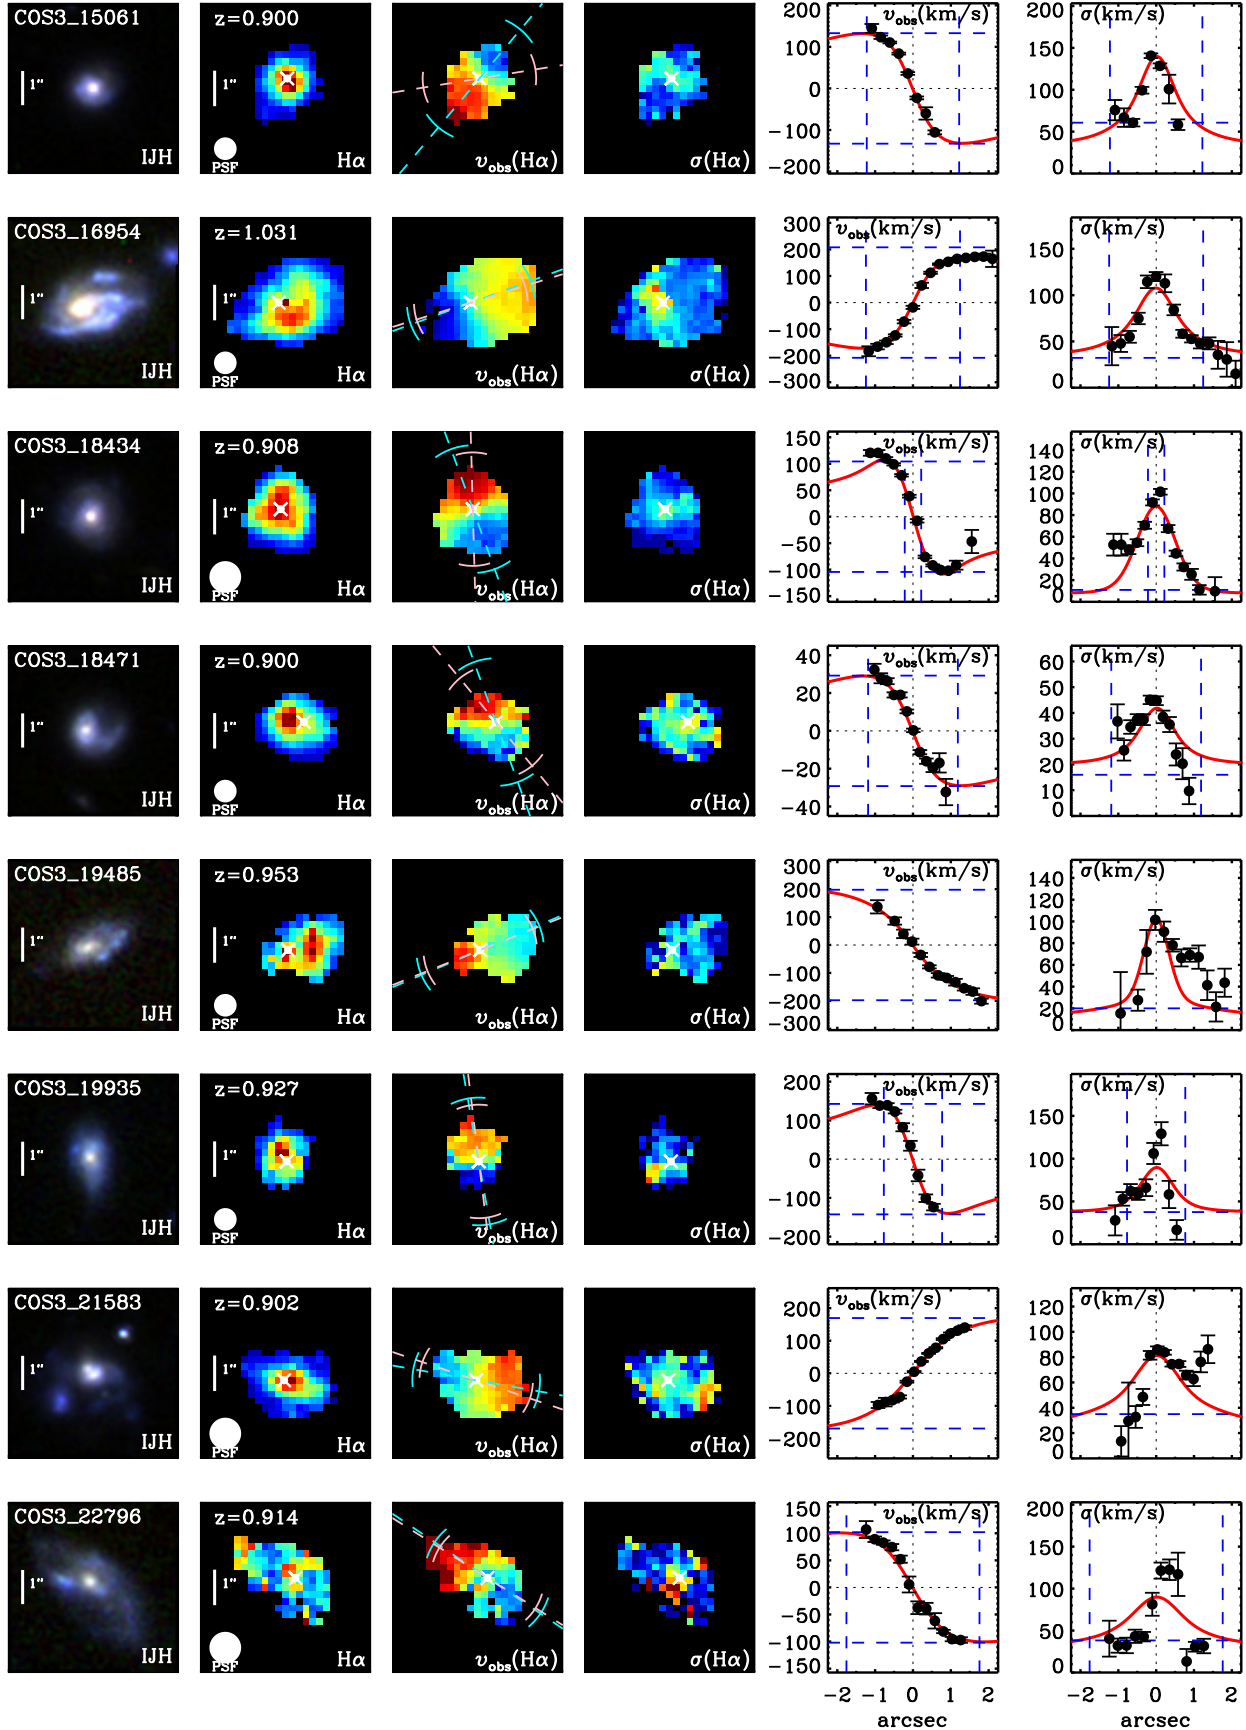 COS3_15061
IJH
1"
z=0.900
1"
PSF
Hα
v_obs(Hα)
σ(Hα)
v_obs(km/s)
200
100
0
−100
−200
σ(km/s)
200
150
100
50
0
COS3_16954
1"
IJH
z=1.031
1"
PSF
Hα
v_obs(Hα)
σ(Hα)
v_obs(km/s)
300
200
100
0
−100
−200
−300
σ(km/s)
150
100
50
0
COS3_18434
1"
IJH
z=0.908
1"
PSF
Hα
v_obs(Hα)
σ(Hα)
v_obs(km/s)
150
100
50
0
−50
−100
−150
σ(km/s)
140
120
100
80
60
40
20
0
COS3_18471
1"
IJH
z=0.900
1"
PSF
Hα
v_obs(Hα)
σ(Hα)
v_obs(km/s)
40
20
0
−20
−40
σ(km/s)
60
50
40
30
20
10
0
COS3_19485
1"
IJH
z=0.953
1"
PSF
Hα
v_obs(Hα)
σ(Hα)
v_obs(km/s)
300
200
100
0
−100
−200
−300
σ(km/s)
140
120
100
80
60
40
20
0
COS3_19935
1"
IJH
z=0.927
1"
PSF
Hα
v_obs(Hα)
σ(Hα)
v_obs(km/s)
200
100
0
−100
−200
σ(km/s)
150
100
50
0
COS3_21583
1"
IJH
z=0.902
1"
PSF
Hα
v_obs(Hα)
σ(Hα)
v_obs(km/s)
200
100
0
−100
−200
σ(km/s)
120
100
80
60
40
20
0
COS3_22796
1"
IJH
z=0.914
1"
PSF
Hα
v_obs(Hα)
σ(Hα)
v_obs(km/s)
150
100
50
0
−50
−100
−150
−2 −1 0 1 2
arcsec
σ(km/s)
200
150
100
50
0
−2 −1 0 1 2
arcsec